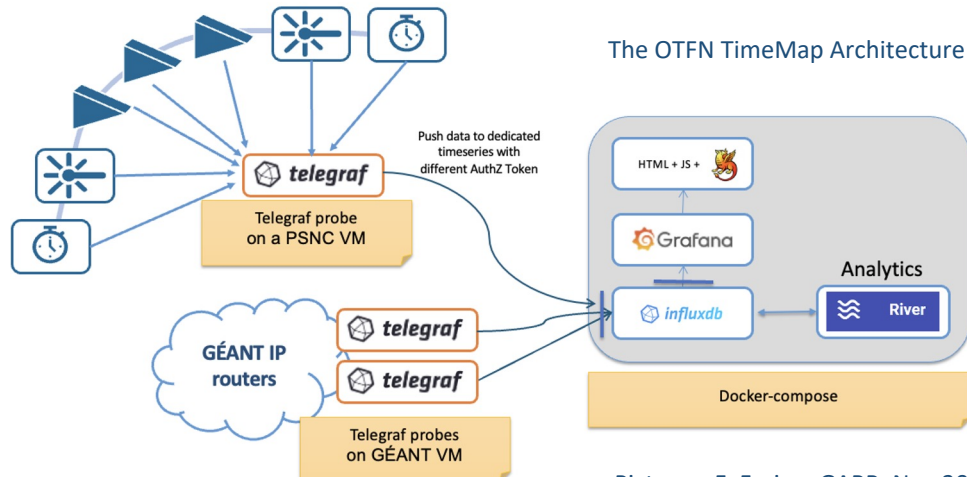 The OTFN TimeMap Architecture
Push data to dedicated
timeseries with
different AuthZ Token
telegraf
Telegraf probe
on a PSNC VM
HTML + JS +
Grafana
influxdb
Analytics
River
GÉANT IP
routers
telegraf
telegraf
Telegraf probes
on GÉANT VM
Docker-compose